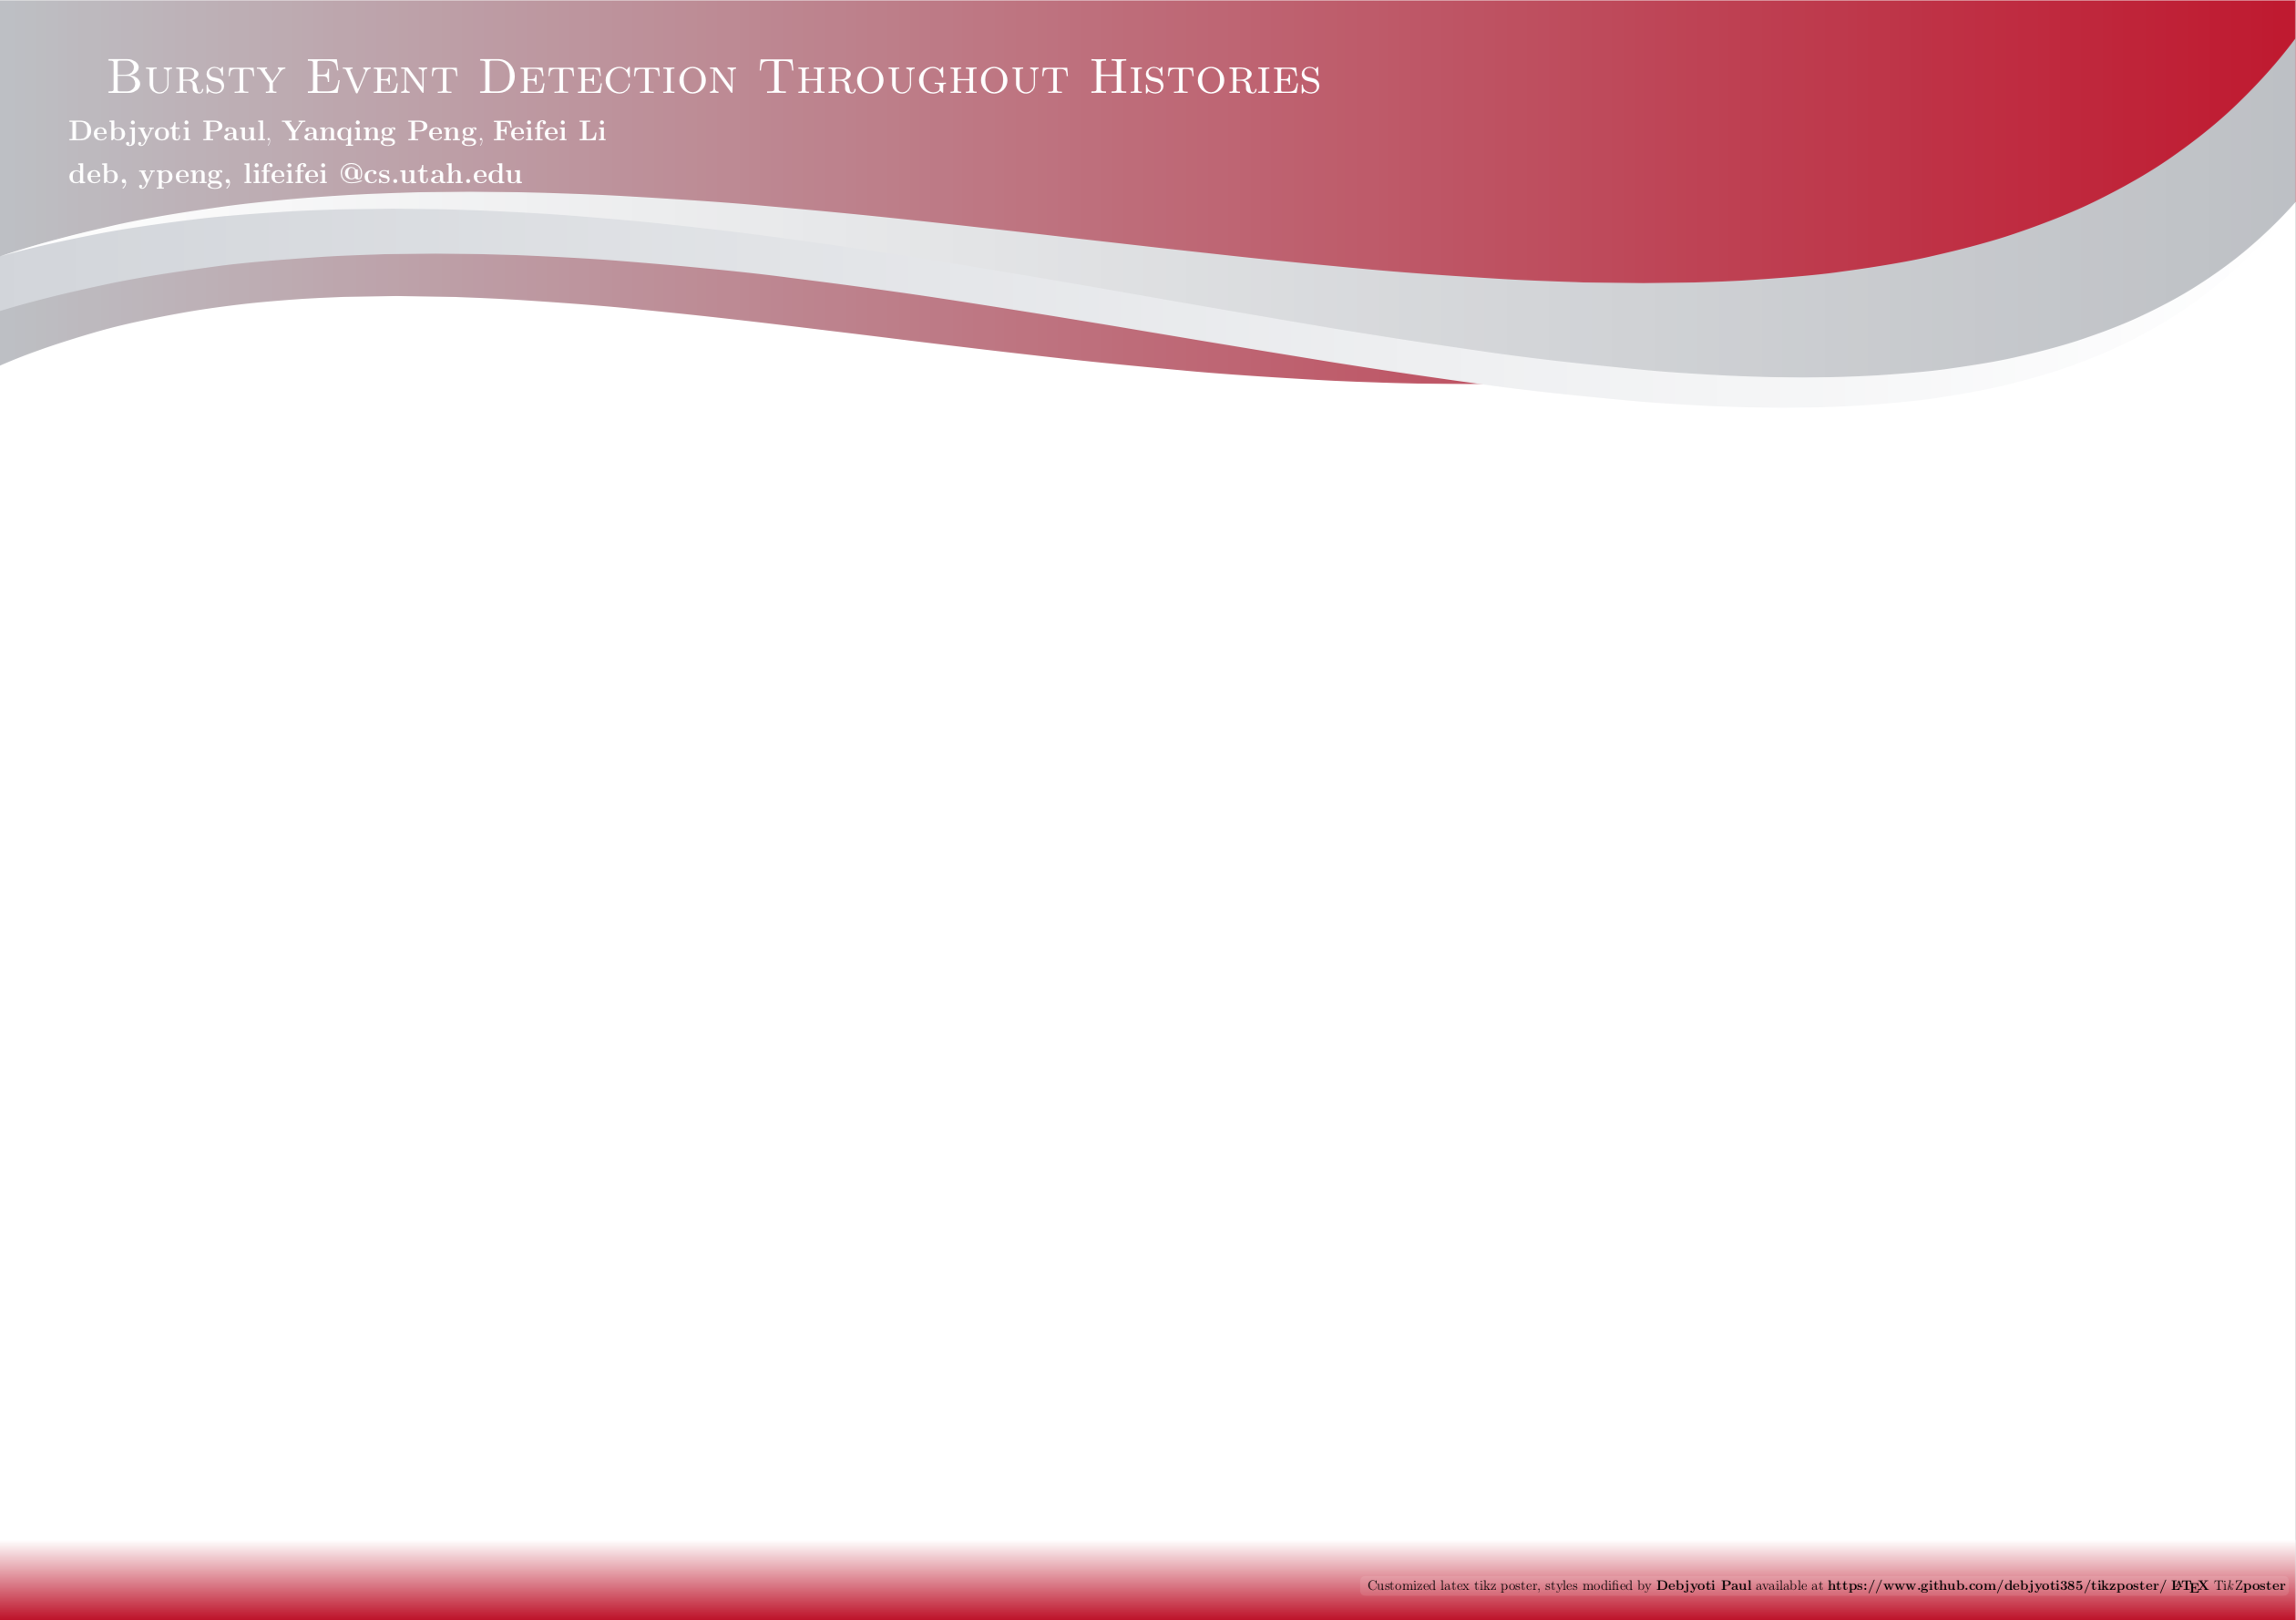 Bursty Event Detection Throughout Histories
Debjyoti Paul, Yanqing Peng, Feifei Li
deb, ypeng, lifeifei @cs.utah.edu
Customized latex tikz poster, styles modified by Debjyoti Paul available at https://www.github.com/debjyoti385/tikzposter/ LATEX TikZposter